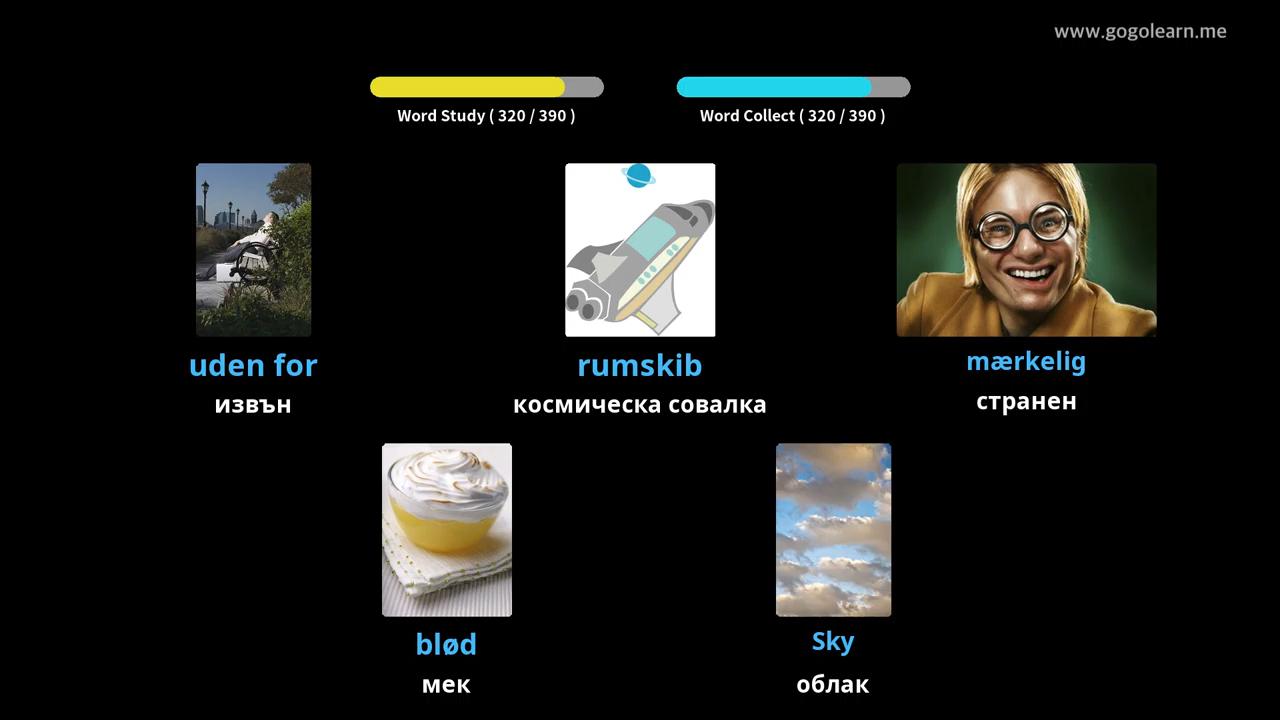 www.gogolearn.me
Word Study ( 320 / 390 )
Word Collect ( 320 / 390 )
uden for
извън
rumskib
космическа совалка
mærkelig
странен
blød
мек
Sky
облак